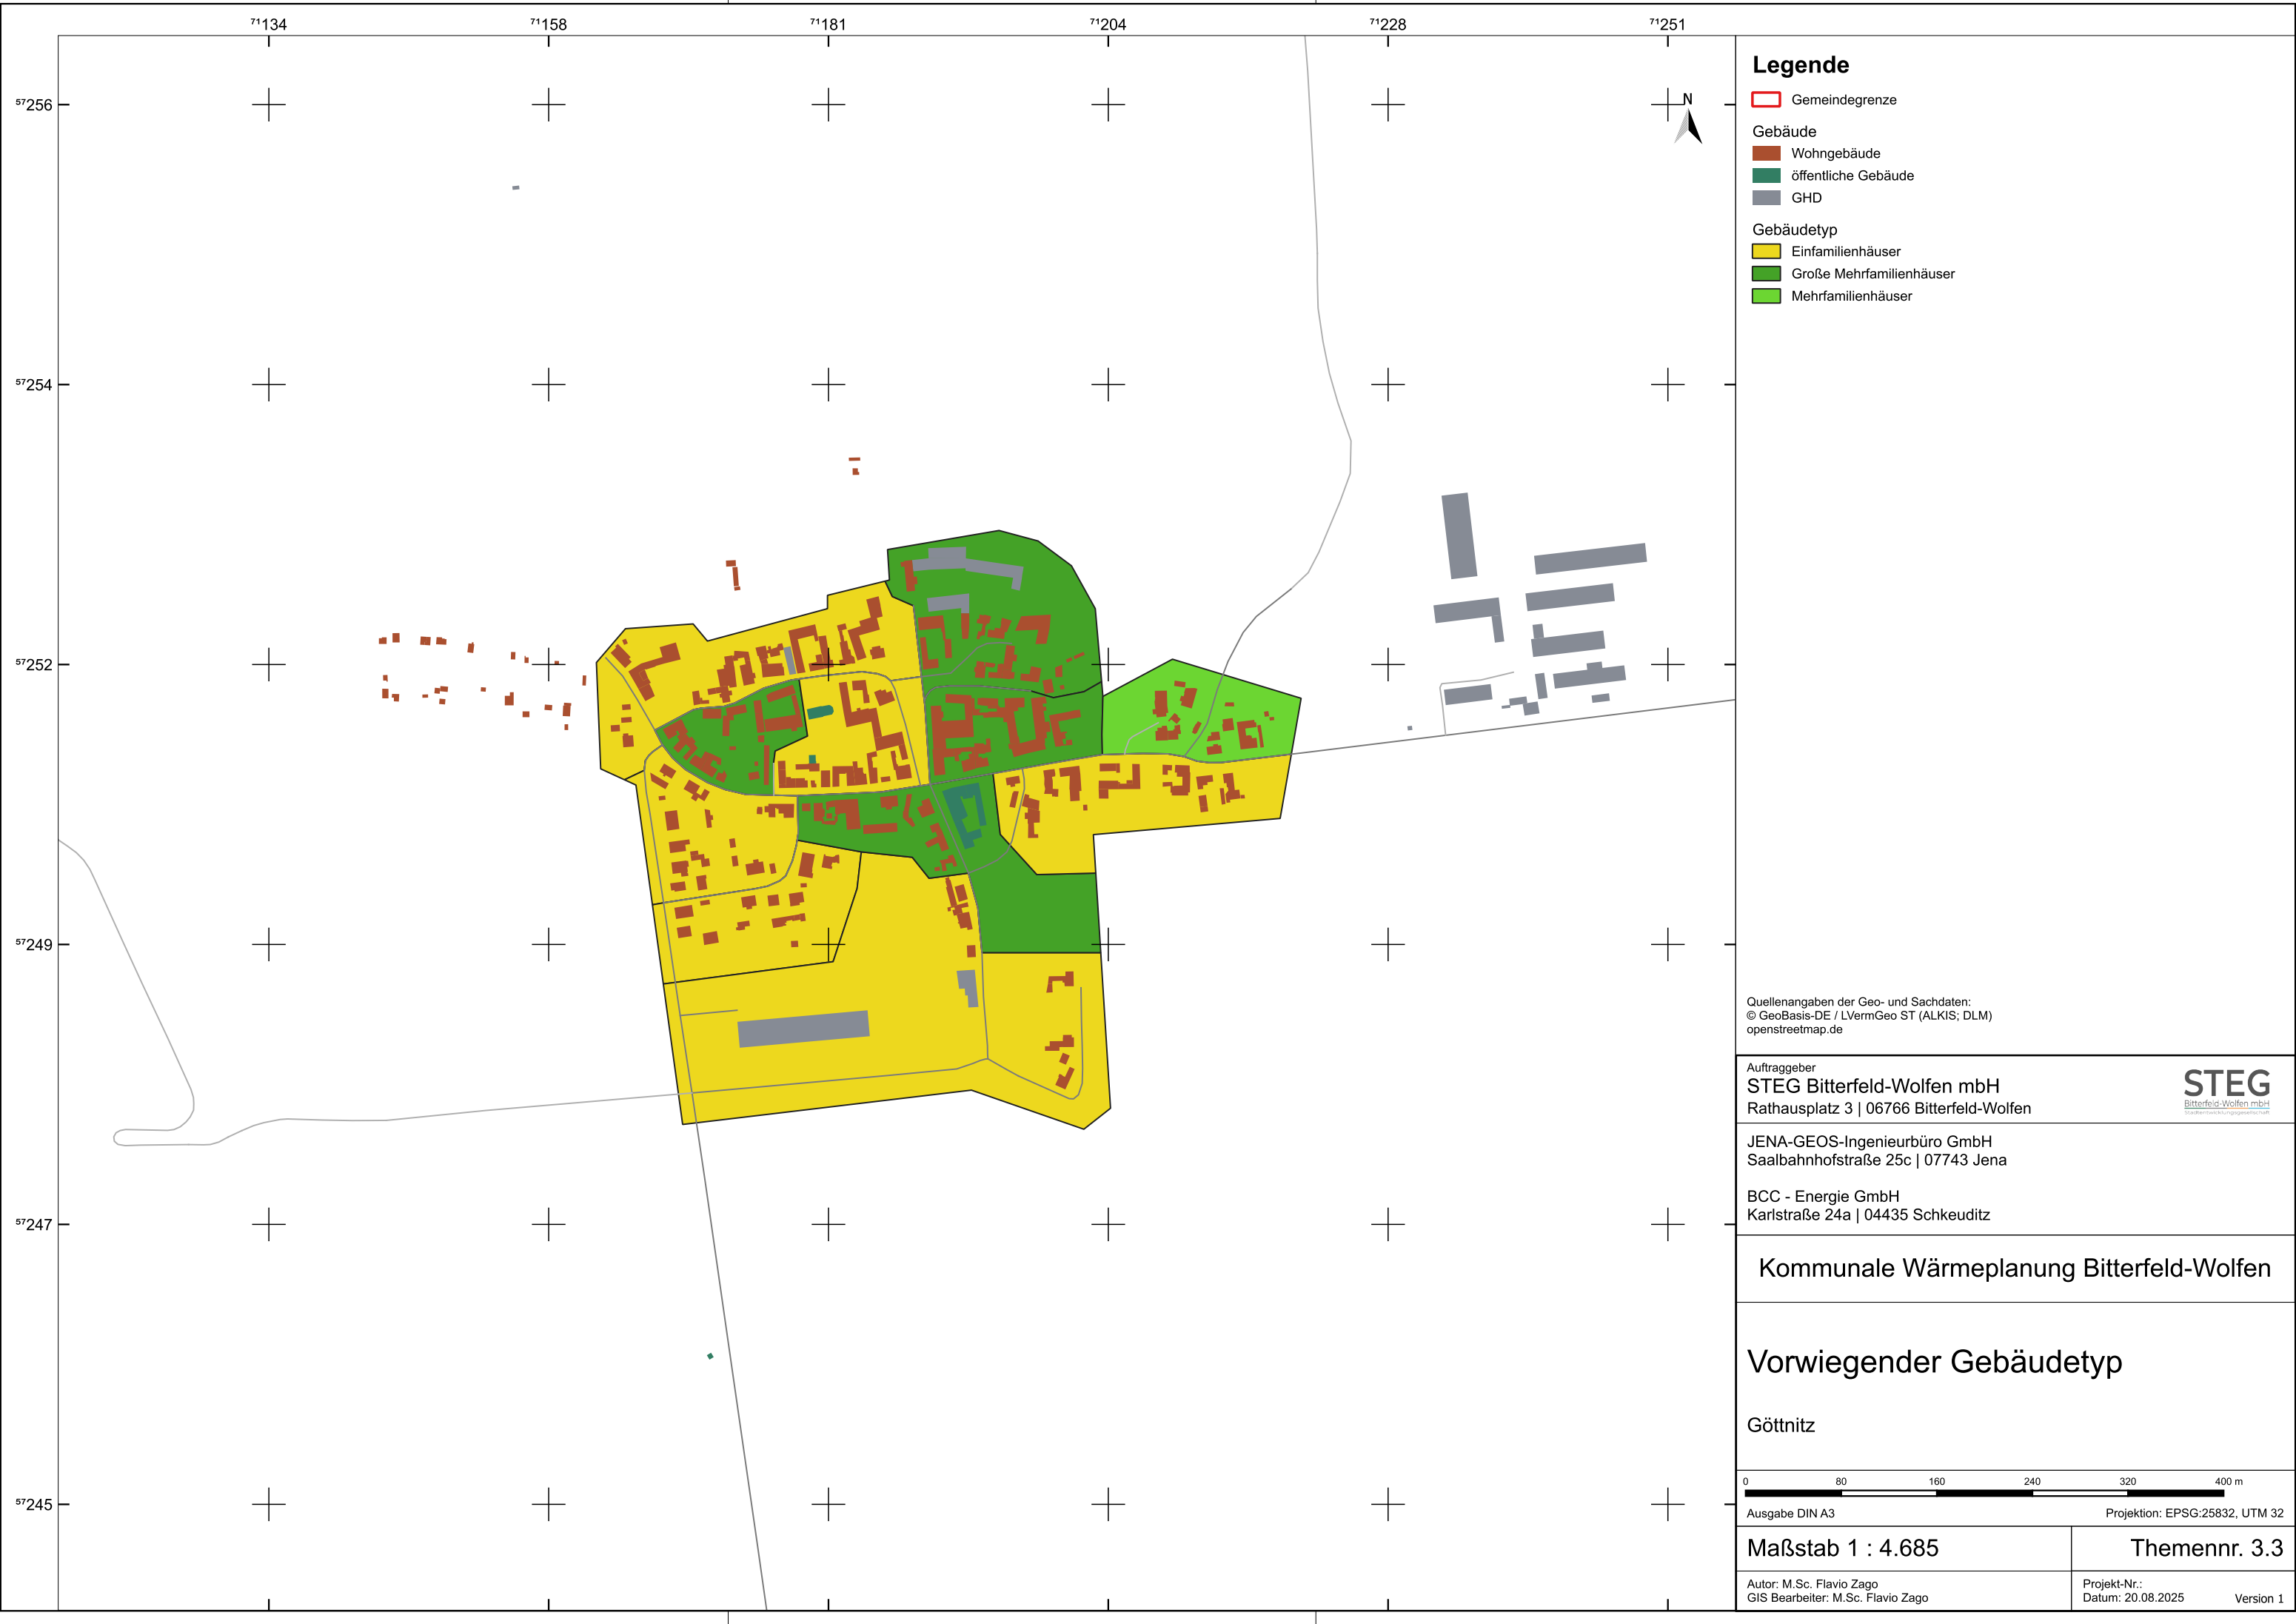 71134 71158 71181 71204 71228 71251
57256
57254
57252
57249
57247
57245
N
Legende
Gemeindegrenze
Gebäude
Wohngebäude
öffentliche Gebäude
GHD
Gebäudetyp
Einfamilienhäuser
Große Mehrfamilienhäuser
Mehrfamilienhäuser
Quellenangaben der Geo- und Sachdaten:
© GeoBasis-DE / LVermGeo ST (ALKIS; DLM)
openstreetmap.de
Auftraggeber
STEG Bitterfeld-Wolfen mbH
Rathausplatz 3 | 06766 Bitterfeld-Wolfen
STEG
Bitterfeld-Wolfen mbH
Stadtentwicklungsgesellschaft
JENA-GEOS-Ingenieurbüro GmbH
Saalbahnhofstraße 25c | 07743 Jena
BCC - Energie GmbH
Karlstraße 24a | 04435 Schkeuditz
Kommunale Wärmeplanung Bitterfeld-Wolfen
Vorwiegender Gebäudetyp
Göttnitz
0 80 160 240 320 400 m
Ausgabe DIN A3 Projektion: EPSG:25832, UTM 32
Maßstab 1 : 4.685 Themennr. 3.3
Autor: M.Sc. Flavio Zago Projekt-Nr.:
GIS Bearbeiter: M.Sc. Flavio Zago Datum: 20.08.2025 Version 1